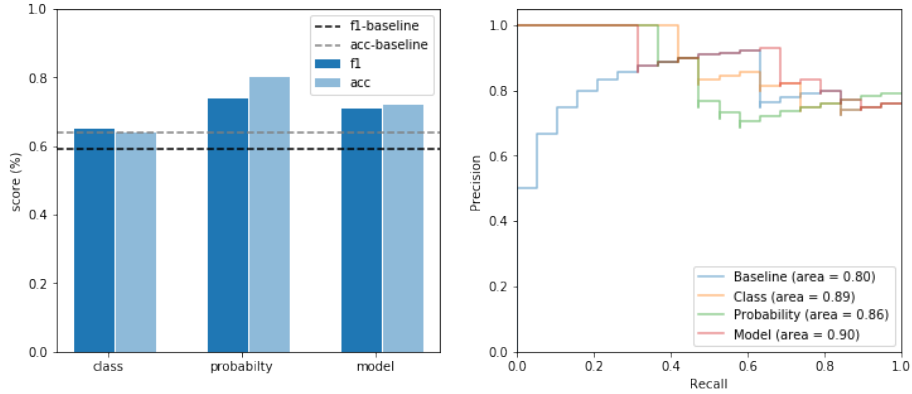 1.0
0.8
0.6
0.4
0.2
0.0
score (%)
f1-baseline
acc-baseline
f1
acc
class
probabilty
model
1.0
0.8
0.6
0.4
0.2
0.0
Precision
Baseline (area = 0.80)
Class (area = 0.89)
Probability (area = 0.86)
Model (area = 0.90)
0.0 0.2 0.4 0.6 0.8 1.0
Recall